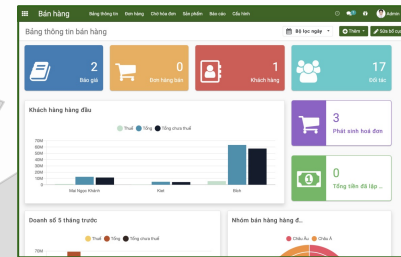 Bán hàng Bảng thông tin Đơn hàng Chờ hóa đơn Sản phẩm Báo cáo Cấu hình Admin
Bảng thông tin bán hàng Bộ lọc ngày Thêm Sửa bố cục
2 0 1 17
Báo giá Đơn hàng bán Khách hàng Đối tác
Khách hàng hàng đầu
Thuế Tổng Tổng chưa thuế
70M
60M
50M
40M
30M
20M
10M
0
Mai Ngọc Khánh Kiat Bích
3
Phát sinh hoá đơn
0
Tổng tiền đã lập ...
Doanh số 5 tháng trước
Thuế Tổng Tổng chưa thuế
70M
Nhóm bán hàng hàng đ...
Châu Âu Châu Á